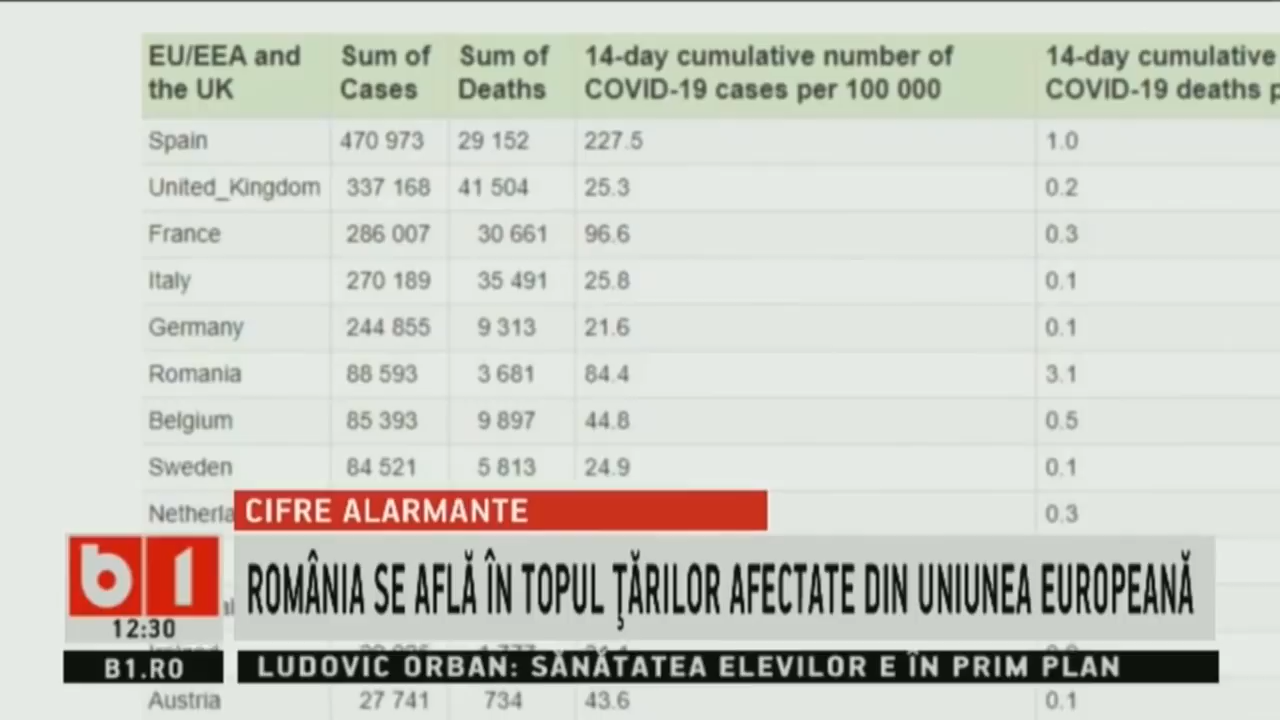 EU/EEA and the UK Sum of Cases Sum of Deaths 14-day cumulative number of COVID-19 cases per 100 000 14-day cumulative COVID-19 deaths
Spain 470 973 29 152 227.5 1.0
United_Kingdom 337 168 41 504 25.3 0.2
France 286 007 30 661 96.6 0.3
Italy 270 189 35 491 25.8 0.1
Germany 244 855 9 313 21.6 0.1
Romania 88 593 3 681 84.4 3.1
Belgium 85 393 9 897 44.8 0.5
Sweden 84 521 5 813 24.9 0.1
Netherla 0.3
CIFRE ALARMANTE
b1
ROMÂNIA SE AFLĂ ÎN TOPUL ŢĂRILOR AFECTATE DIN UNIUNEA EUROPEANĂ
12:30
B1.RO
LUDOVIC ORBAN: SĂNĂTATEA ELEVILOR E ÎN PRIM PLAN
Austria 27 741 734 43.6 0.1